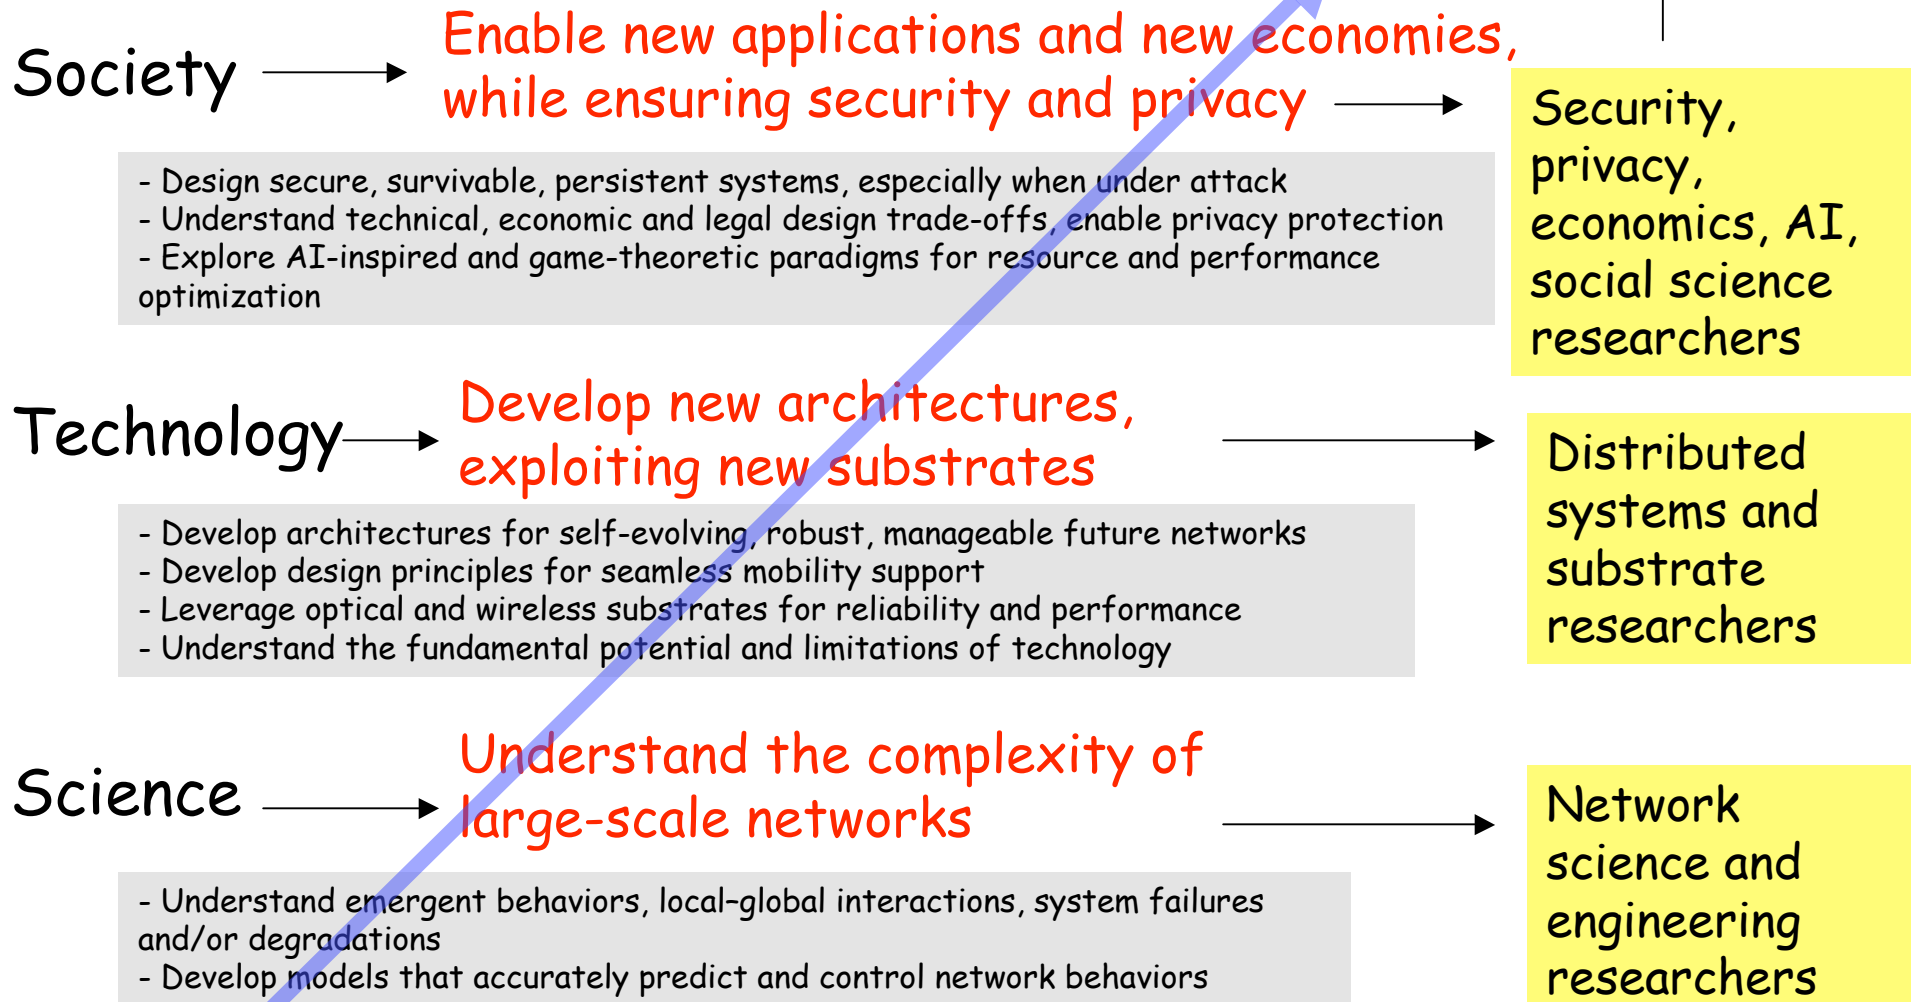 Society
Enable new applications and new economies,
while ensuring security and privacy
- Design secure, survivable, persistent systems, especially when under attack
- Understand technical, economic and legal design trade-offs, enable privacy protection
- Explore AI-inspired and game-theoretic paradigms for resource and performance
optimization
Security,
privacy,
economics, AI,
social science
researchers
Technology
Develop new architectures,
exploiting new substrates
- Develop architectures for self-evolving, robust, manageable future networks
- Develop design principles for seamless mobility support
- Leverage optical and wireless substrates for reliability and performance
- Understand the fundamental potential and limitations of technology
Distributed
systems and
substrate
researchers
Science
Understand the complexity of
large-scale networks
- Understand emergent behaviors, local–global interactions, system failures
and/or degradations
- Develop models that accurately predict and control network behaviors
Network
science and
engineering
researchers